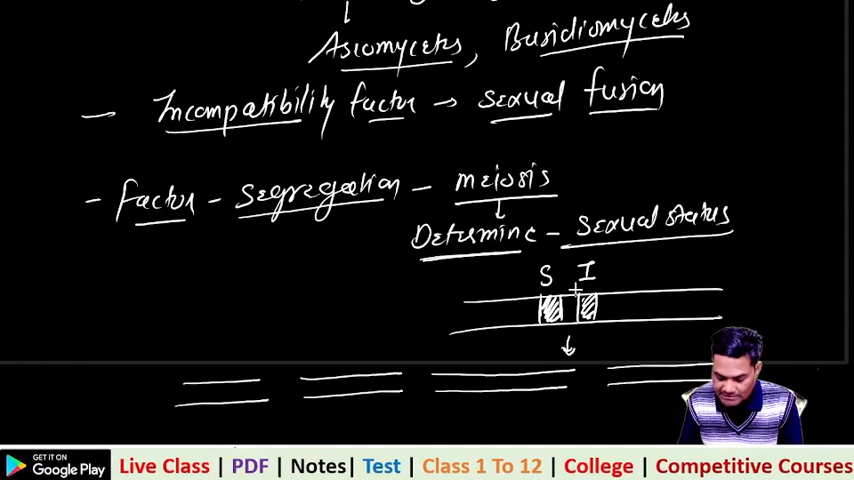 Ascomycetes, Basidiomycetes
- Incompatibility factor → sexual fusion
- Factor - segregation - meiosis
Determine - sexual status
S I
GET IT ON
Google Play
Live Class | PDF | Notes| Test | Class 1 To 12 | College | Competitive Courses